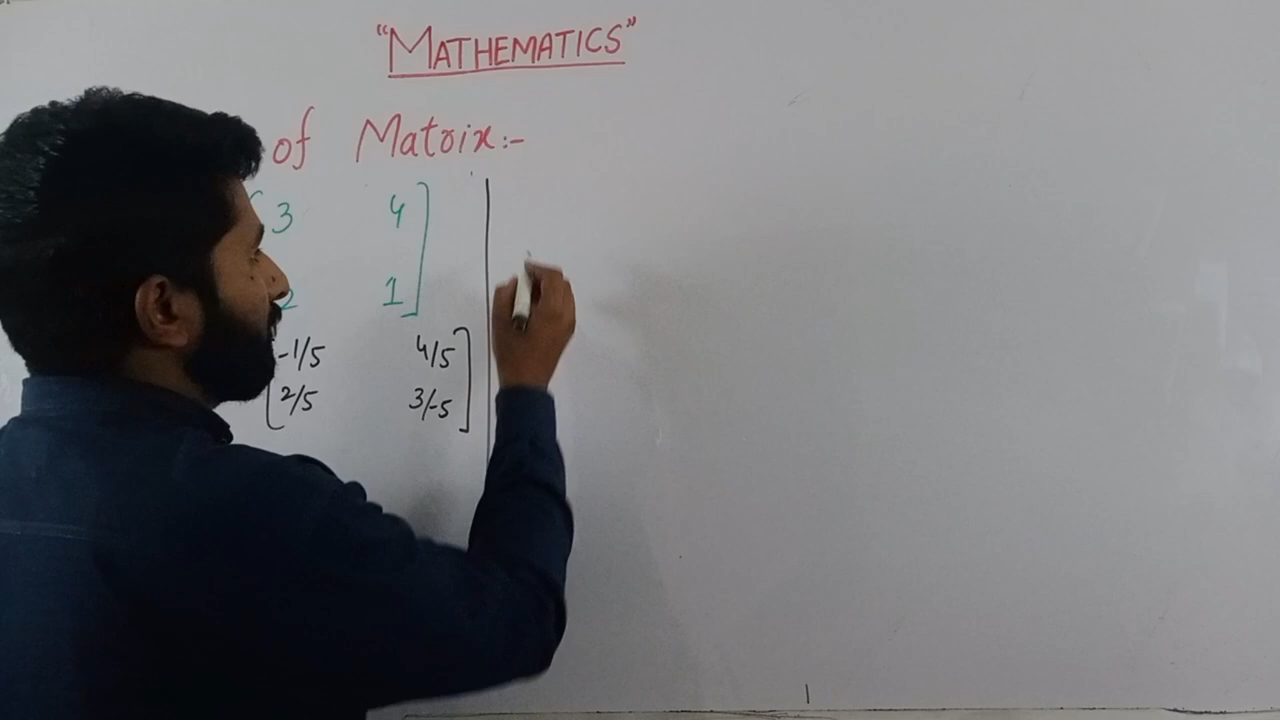 "MATHEMATICS"
of Matrix:-
3 4
2 1
-1/5 4/5
2/5 3/-5